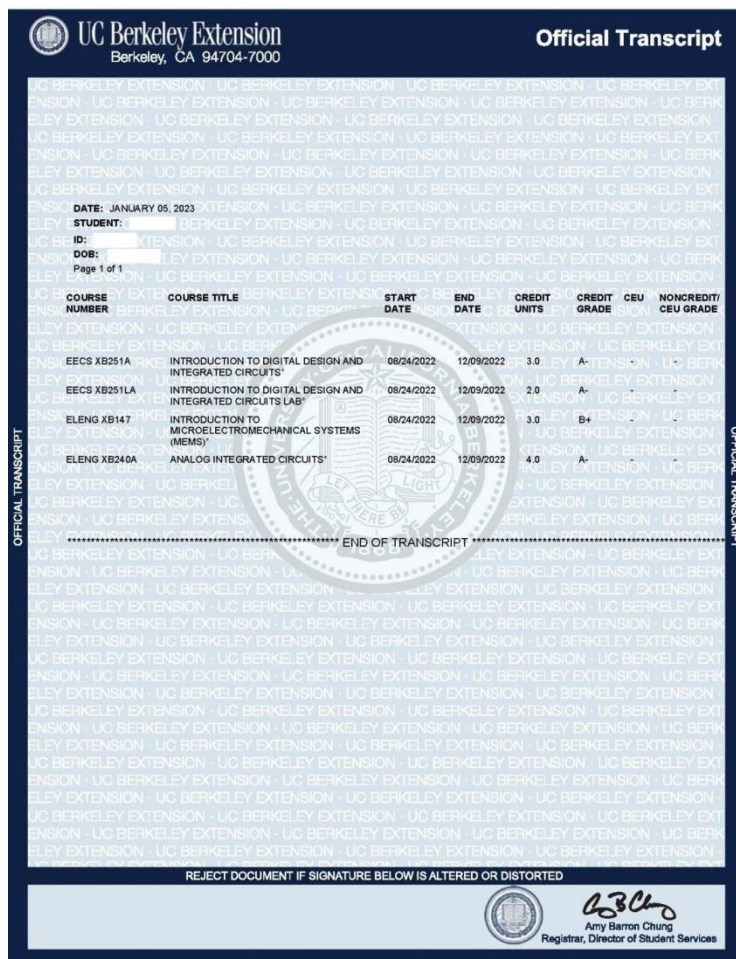 UC Berkeley Extension
Berkeley, CA 94704-7000
Official Transcript
DATE: JANUARY 05, 2023
STUDENT:
ID:
DOB:
Page 1 of 1
COURSE NUMBER COURSE TITLE START DATE END DATE CREDIT UNITS CREDIT GRADE CEU NONCREDIT/ CEU GRADE
EECS XB251A INTRODUCTION TO DIGITAL DESIGN AND 08/24/2022 12/09/2022 3.0 A- - -
INTEGRATED CIRCUITS*
EECS XB251LA INTRODUCTION TO DIGITAL DESIGN AND 08/24/2022 12/09/2022 2.0 A- - -
INTEGRATED CIRCUITS LAB*
ELENG XB147 INTRODUCTION TO 08/24/2022 12/09/2022 3.0 B+ - -
MICROELECTROMECHANICAL SYSTEMS
(MEMS)*
ELENG XB240A ANALOG INTEGRATED CIRCUITS* 08/24/2022 12/09/2022 4.0 A- - -
END OF TRANSCRIPT
OFFICIAL TRANSCRIPT
OFFICIAL TRANSCRIPT
LET THERE BE LIGHT
REJECT DOCUMENT IF SIGNATURE BELOW IS ALTERED OR DISTORTED
Amy Barron Chung
Registrar, Director of Student Services